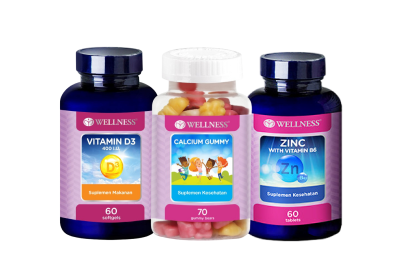 WELLNESS
VITAMIN D3
400 I.U.
D3
Suplemen Makanan
60
softgels
WELLNESS
CALCIUM GUMMY
Suplemen Kesehatan
70
gummy bears
WELLNESS
ZINC
WITH VITAMIN B6
Zn
Suplemen Kesehatan
60
tablets